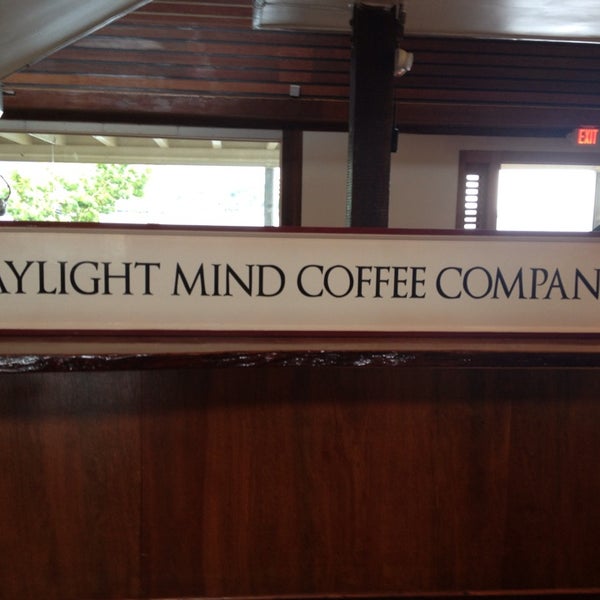 AYLIGHT MIND COFFEE COMPAN
EXIT